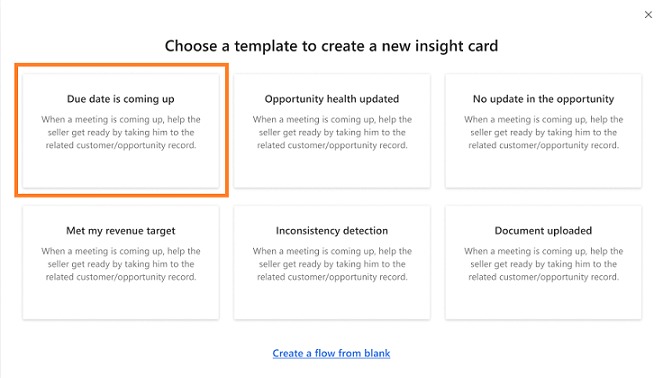 Choose a template to create a new insight card
Due date is coming up
When a meeting is coming up, help the
seller get ready by taking him to the
related customer/opportunity record.
Opportunity health updated
When a meeting is coming up, help the
seller get ready by taking him to the
related customer/opportunity record.
No update in the opportunity
When a meeting is coming up, help the
seller get ready by taking him to the
related customer/opportunity record.
Met my revenue target
When a meeting is coming up, help the
seller get ready by taking him to the
related customer/opportunity record.
Inconsistency detection
When a meeting is coming up, help the
seller get ready by taking him to the
related customer/opportunity record.
Document uploaded
When a meeting is coming up, help the
seller get ready by taking him to the
related customer/opportunity record.
Create a flow from blank